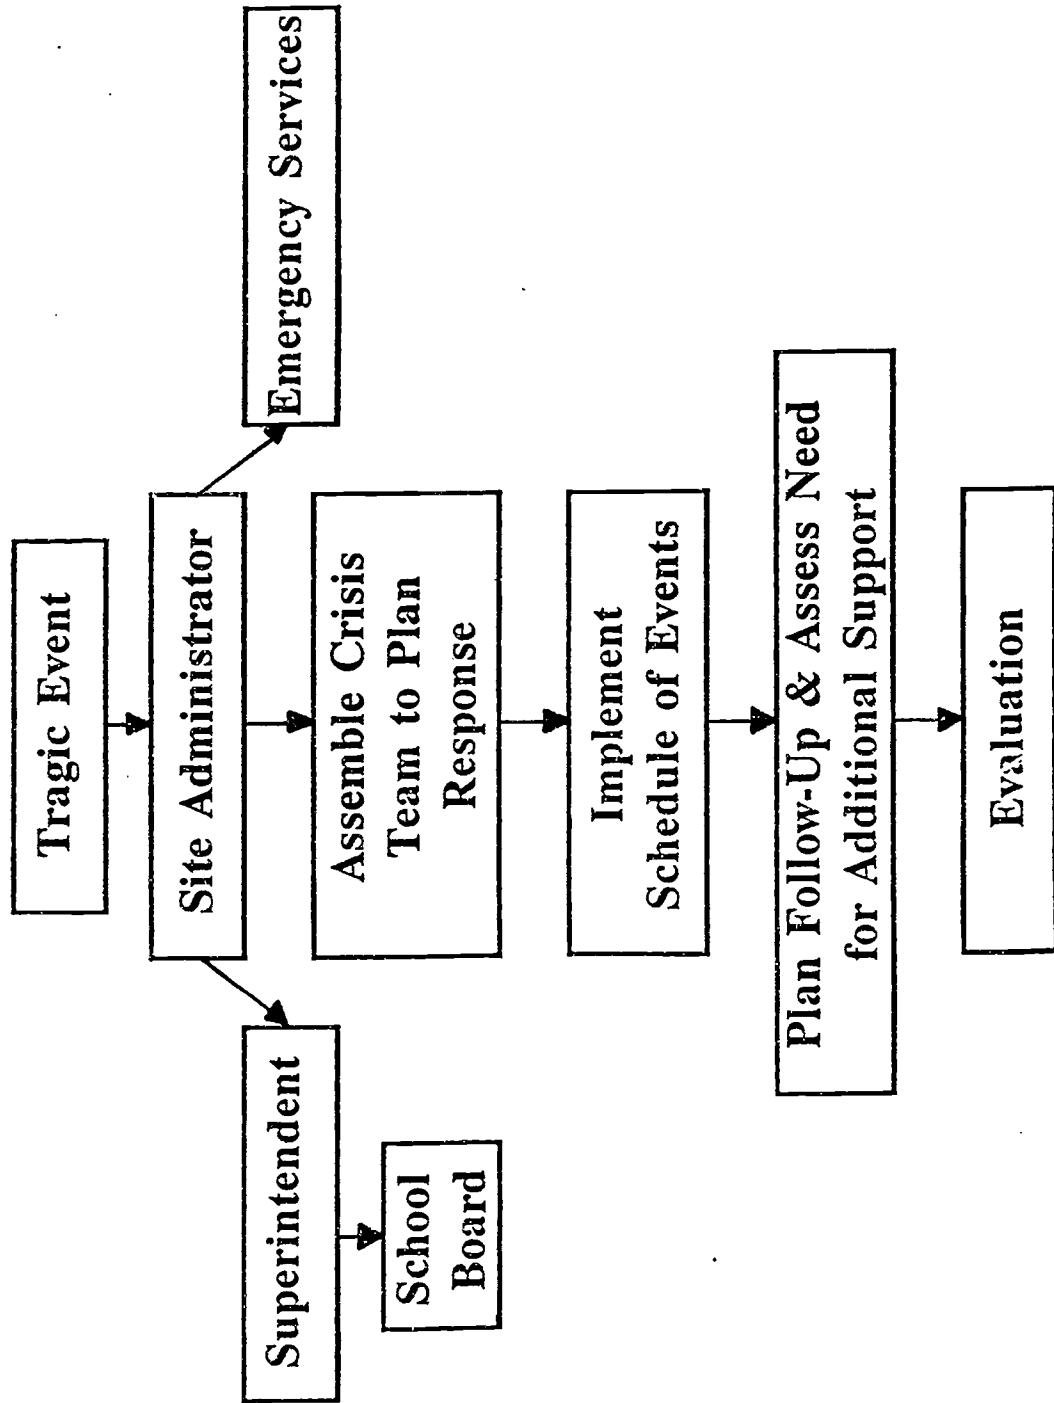 Tragic Event
Site Administrator
Superintendent
Emergency Services
School
Board
Assemble Crisis
Team to Plan
Response
Implement
Schedule of Events
Plan Follow-Up & Assess Need
for Additional Support
Evaluation